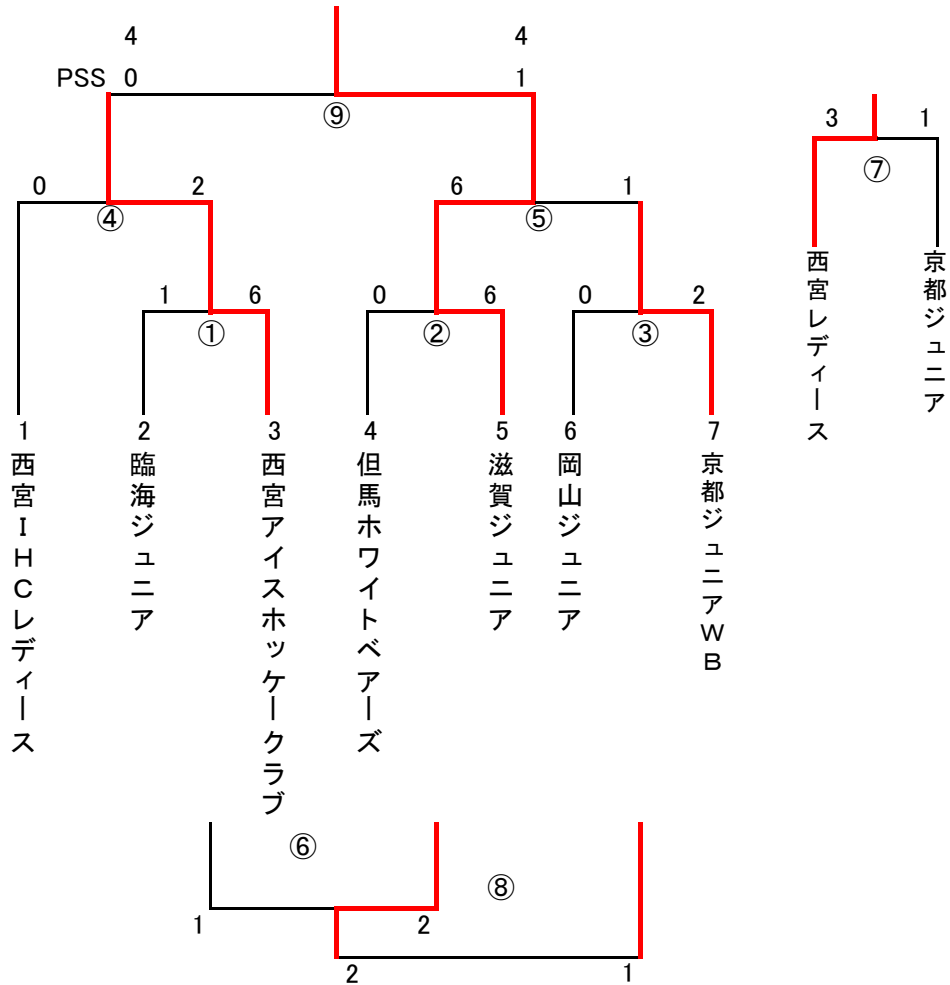 4 4
PSS 0 1
⑨
3 1
⑦
西宮レディース
京都ジュニア
0 2 6 1
④ ⑤
1 6 0 6 0 2
① ② ③
1 西宮IHCレディース
2 臨海ジュニア
3 西宮アイスホッケークラブ
4 但馬ホワイトベアーズ
5 滋賀ジュニア
6 岡山ジュニア
7 京都ジュニアWB
⑥
⑧
1 2
2 1